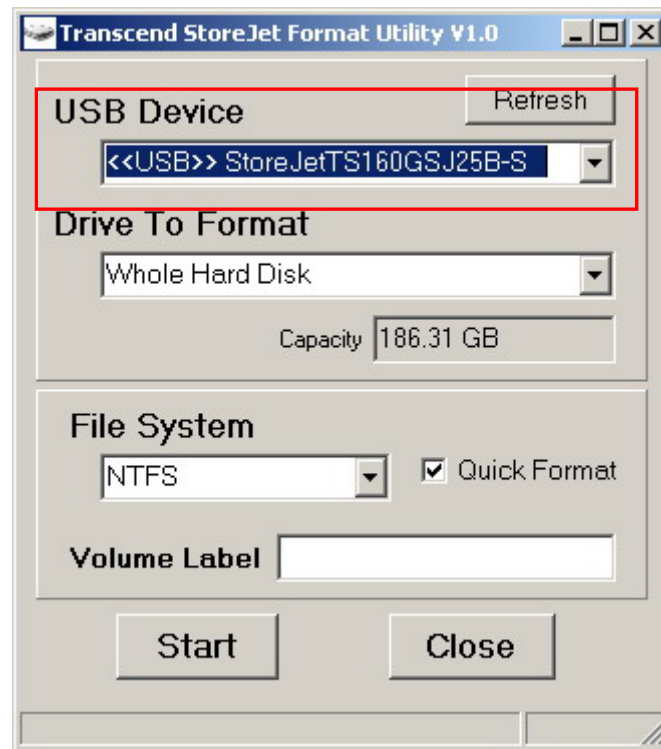 Transcend StoreJet Format Utility V1.0
Refresh
USB Device
<<USB>> StoreJetTS160GSJ25B-S
Drive To Format
Whole Hard Disk
Capacity 186.31 GB
File System
NTFS
Quick Format
Volume Label
Start
Close